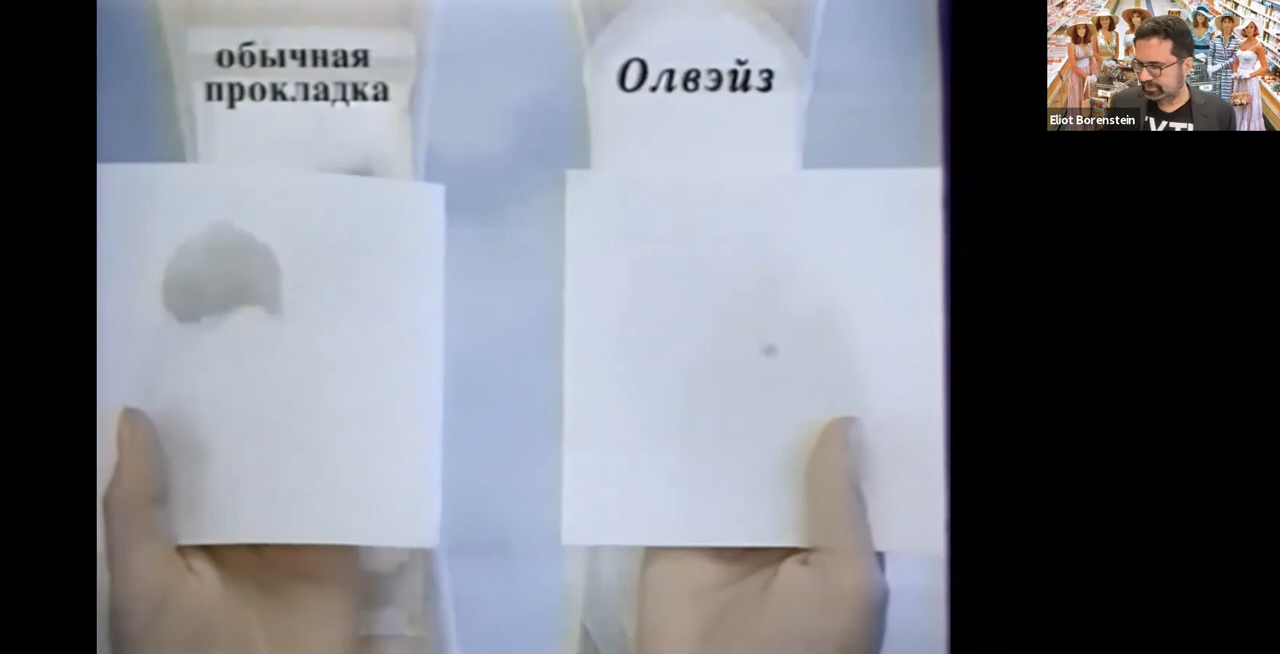 обычная
прокладка
Олвэйз
Eliot Borenstein